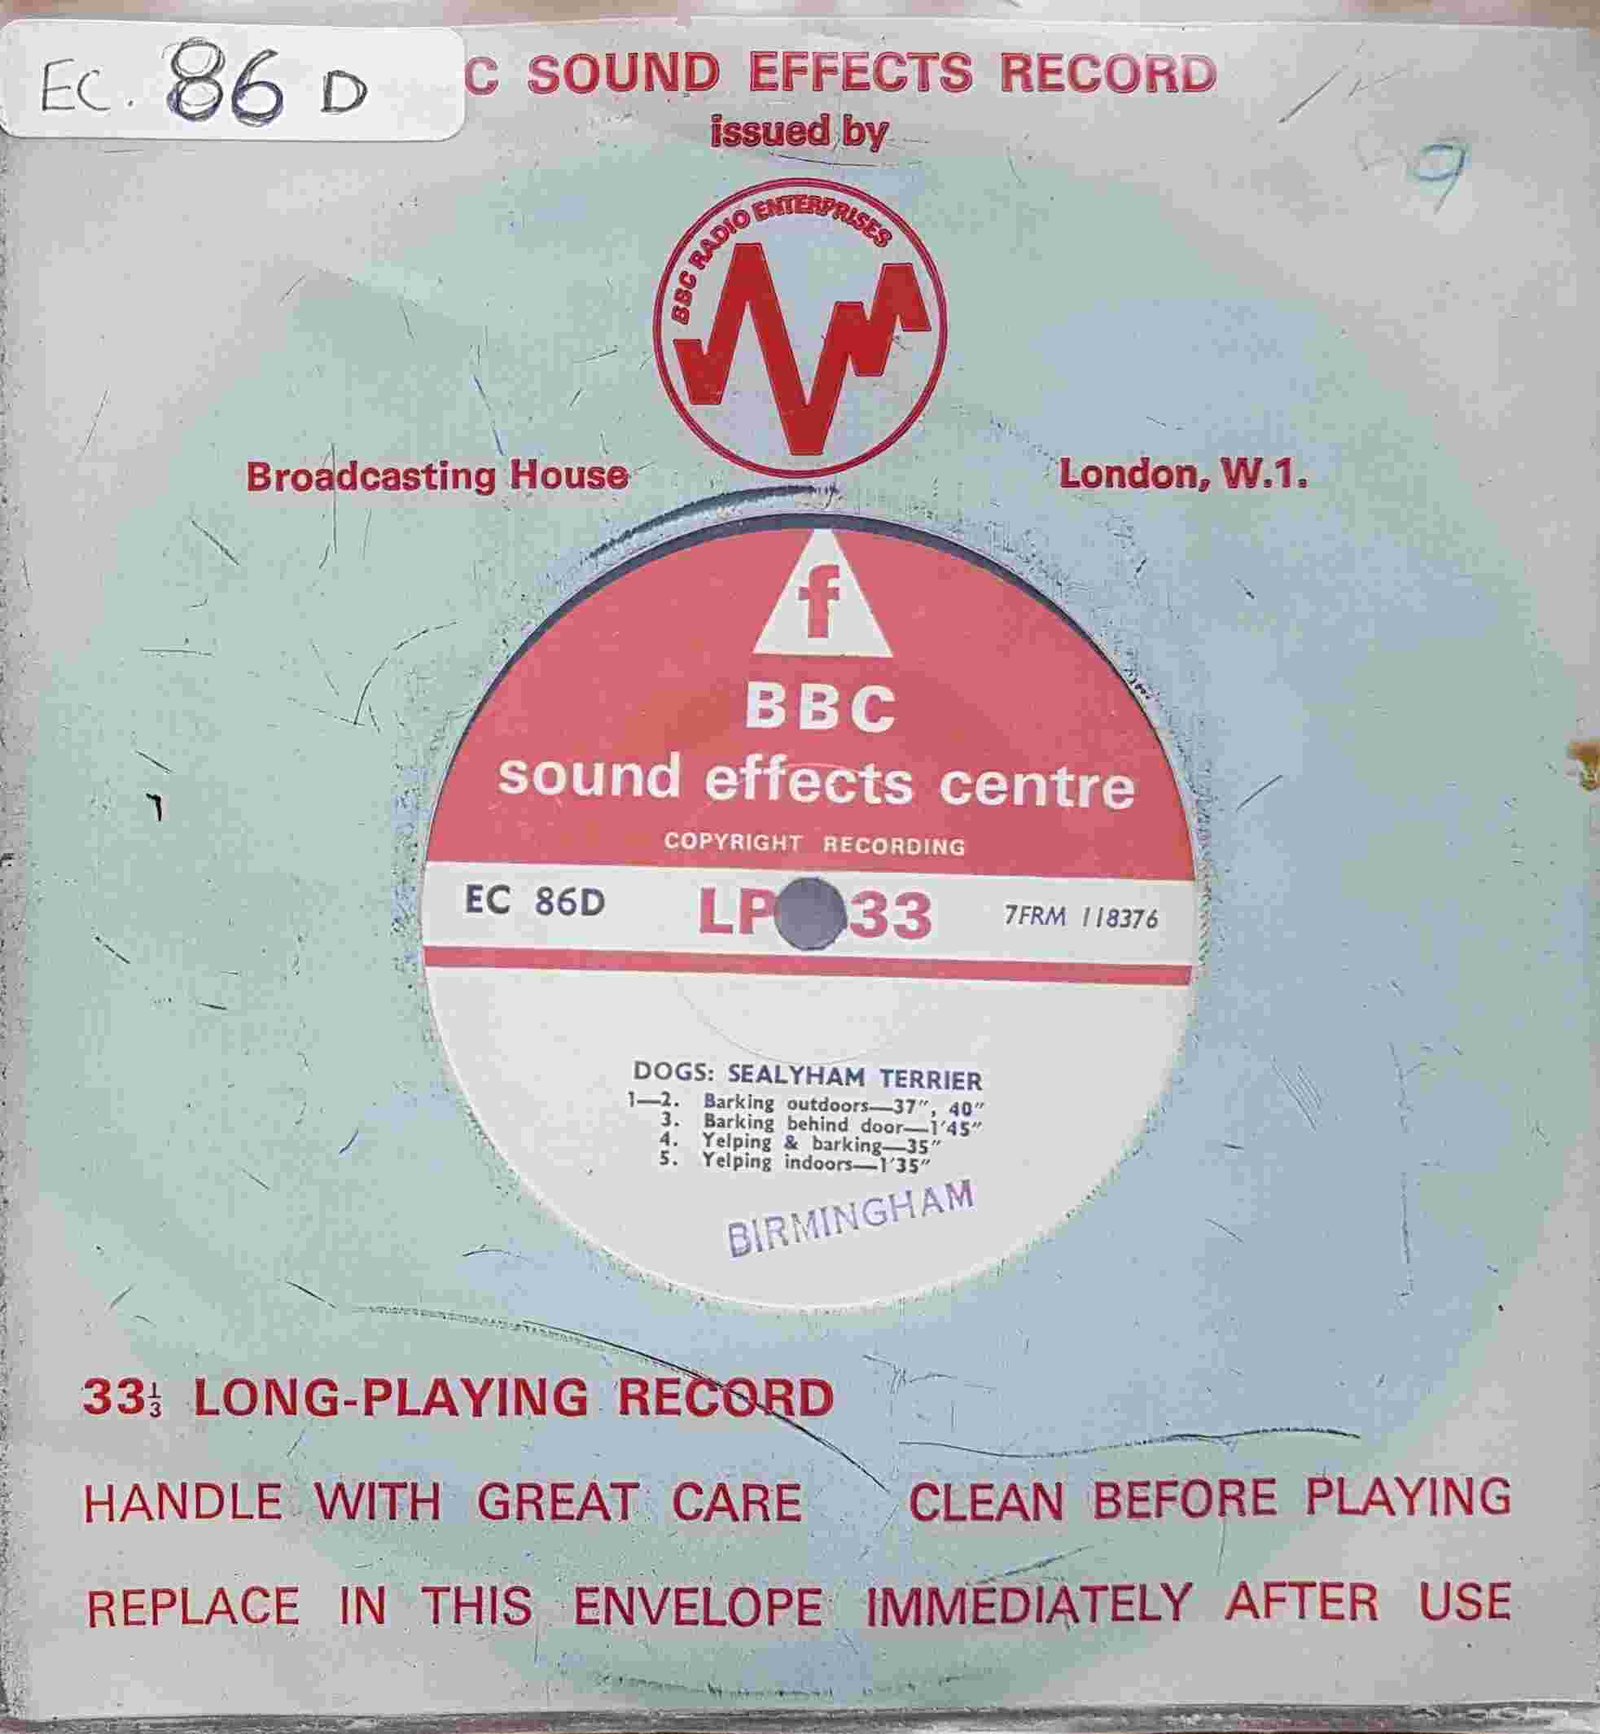 EC. 86 D
C SOUND EFFECTS RECORD
issued by
9
BBC RADIO ENTERPRISES
Broadcasting House London, W.1.
f
BBC
sound effects centre
COPYRIGHT RECORDING
EC 86D LP 33 7FRM 118376
DOGS: SEALYHAM TERRIER
1—2. Barking outdoors—37″, 40″
3. Barking behind door—1′45″
4. Yelping & barking—35″
5. Yelping indoors—1′35″
BIRMINGHAM
33⅓ LONG-PLAYING RECORD
HANDLE WITH GREAT CARE CLEAN BEFORE PLAYING
REPLACE IN THIS ENVELOPE IMMEDIATELY AFTER USE